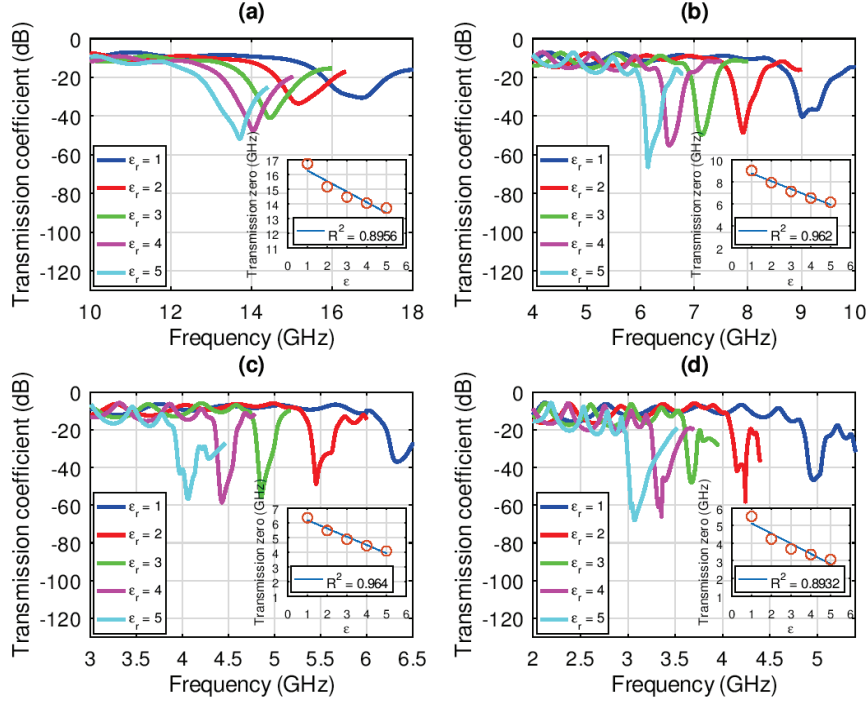 (a)
Transmission coefficient (dB)
0
-20
-40
-60
-80
-100
-120
εr = 1
εr = 2
εr = 3
εr = 4
εr = 5
Transmission zero (GHz)
17
16
15
14
13
12
11
R² = 0.8956
0 1 2 3 4 5 6
ε
10 12 14 16 18
Frequency (GHz)
(b)
Transmission coefficient (dB)
0
-20
-40
-60
-80
-100
-120
εr = 1
εr = 2
εr = 3
εr = 4
εr = 5
Transmission zero (GHz)
10
8
6
4
2
R² = 0.962
0 1 2 3 4 5 6
ε
4 5 6 7 8 9 10
Frequency (GHz)
(c)
Transmission coefficient (dB)
0
-20
-40
-60
-80
-100
-120
εr = 1
εr = 2
εr = 3
εr = 4
εr = 5
Transmission zero (GHz)
7
6
5
4
3
2
1
R² = 0.964
0 1 2 3 4 5 6
ε
3 3.5 4 4.5 5 5.5 6 6.5
Frequency (GHz)
(d)
Transmission coefficient (dB)
0
-20
-40
-60
-80
-100
-120
εr = 1
εr = 2
εr = 3
εr = 4
εr = 5
Transmission zero (GHz)
6
5
4
3
2
1
R² = 0.8932
0 1 2 3 4 5 6
ε
2 2.5 3 3.5 4 4.5 5
Frequency (GHz)